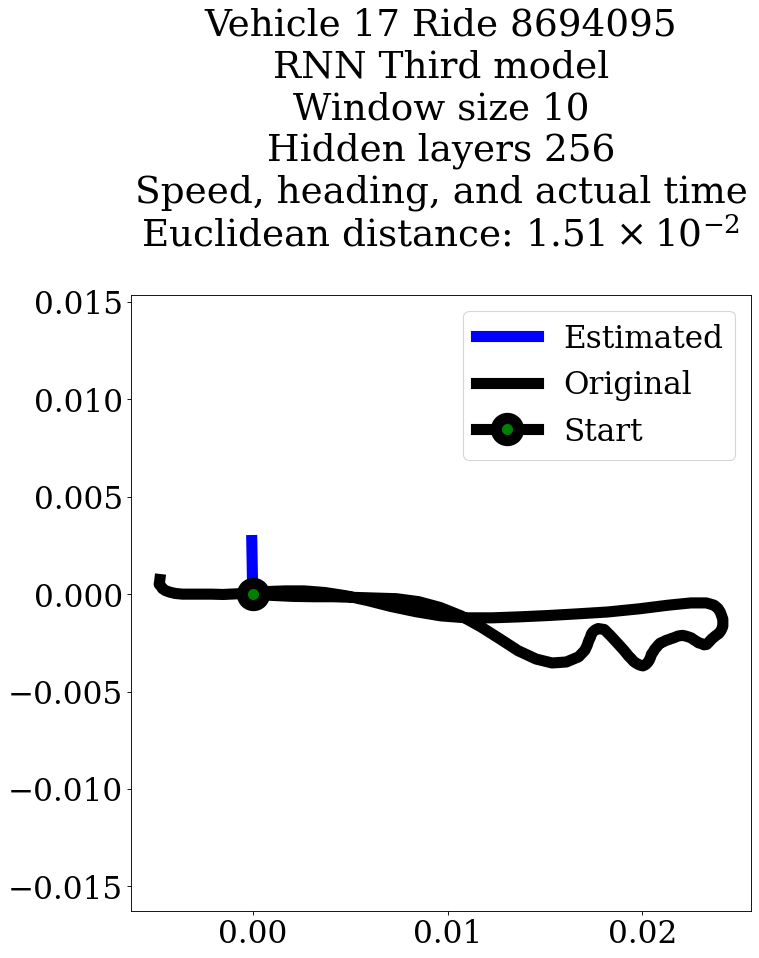 Vehicle 17 Ride 8694095
RNN Third model
Window size 10
Hidden layers 256
Speed, heading, and actual time
Euclidean distance: 1.51 × 10⁻²
0.015
0.010
0.005
0.000
−0.005
−0.010
−0.015
Estimated
Original
Start
0.00 0.01 0.02